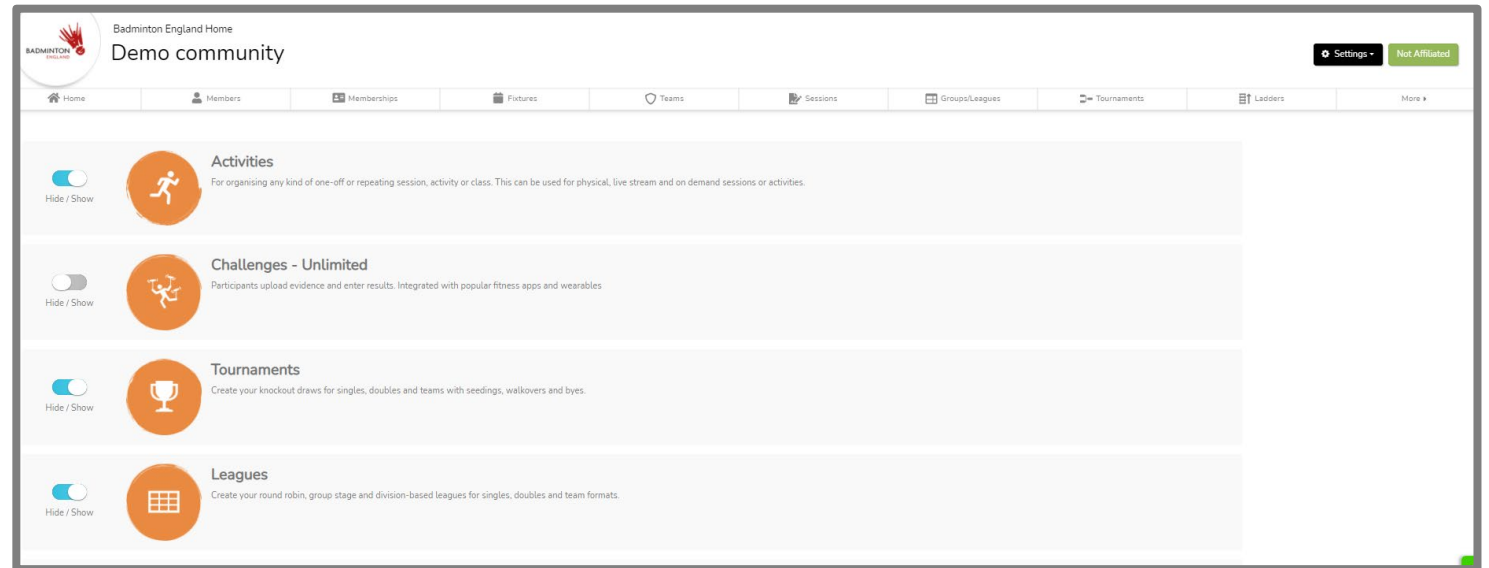 BADMINTON
ENGLAND
Badminton England Home
Demo community
Settings
Not Affiliated
Home
Members
Memberships
Fixtures
Teams
Sessions
Groups/Leagues
Tournaments
Ladders
More
Hide / Show
Activities
For organising any kind of one-off or repeating session, activity or class. This can be used for physical, live stream and on demand sessions or activities.
Hide / Show
Challenges - Unlimited
Participants upload evidence and enter results. Integrated with popular fitness apps and wearables
Hide / Show
Tournaments
Create your knockout draws for singles, doubles and teams with seedings, walkovers and byes.
Hide / Show
Leagues
Create your round robin, group stage and division-based leagues for singles, doubles and team formats.